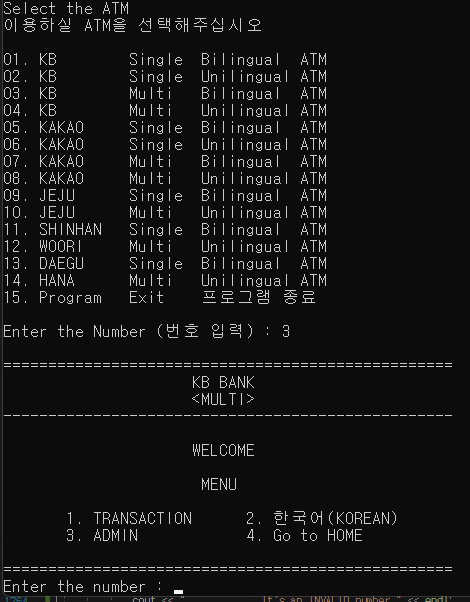 Select the ATM
이용하실 ATM을 선택해주십시오
01. KB Single Bilingual ATM
02. KB Single Unilingual ATM
03. KB Multi Bilingual ATM
04. KB Multi Unilingual ATM
05. KAKAO Single Bilingual ATM
06. KAKAO Single Unilingual ATM
07. KAKAO Multi Bilingual ATM
08. KAKAO Multi Unilingual ATM
09. JEJU Single Bilingual ATM
10. JEJU Multi Unilingual ATM
11. SHINHAN Single Bilingual ATM
12. WOORI Multi Unilingual ATM
13. DAEGU Single Bilingual ATM
14. HANA Multi Unilingual ATM
15. Program Exit 프로그램 종료
Enter the Number (번호 입력) : 3
==================================================
KB BANK
<MULTI>
--------------------------------------------------
WELCOME
MENU
1. TRANSACTION 2. 한국어(KOREAN)
3. ADMIN 4. Go to HOME
==================================================
Enter the number :
cout << " It's an INVALID number " << endl